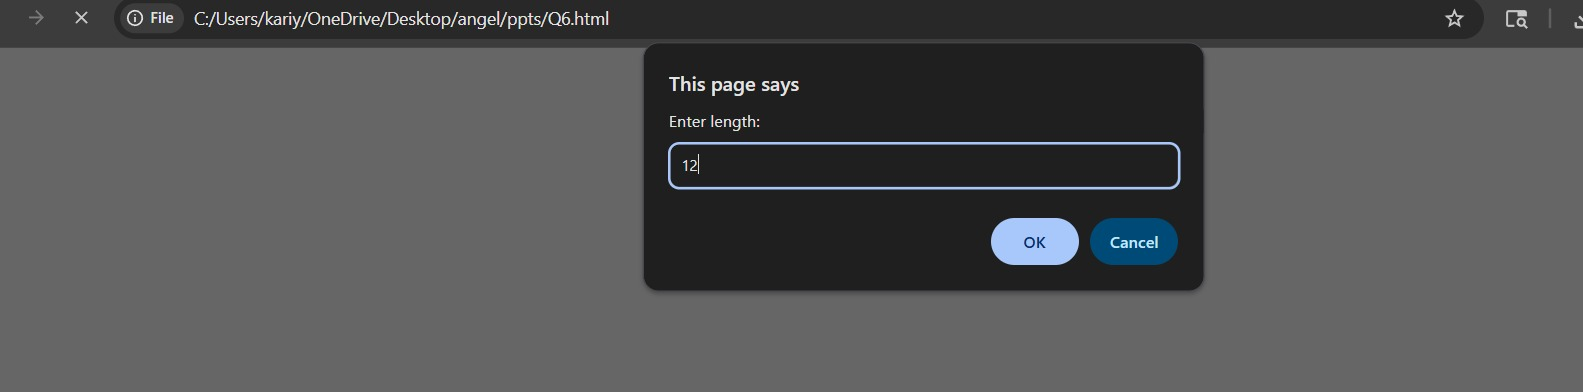 File C:/Users/kariy/OneDrive/Desktop/angel/ppts/Q6.html
This page says
Enter length:
12
OK Cancel